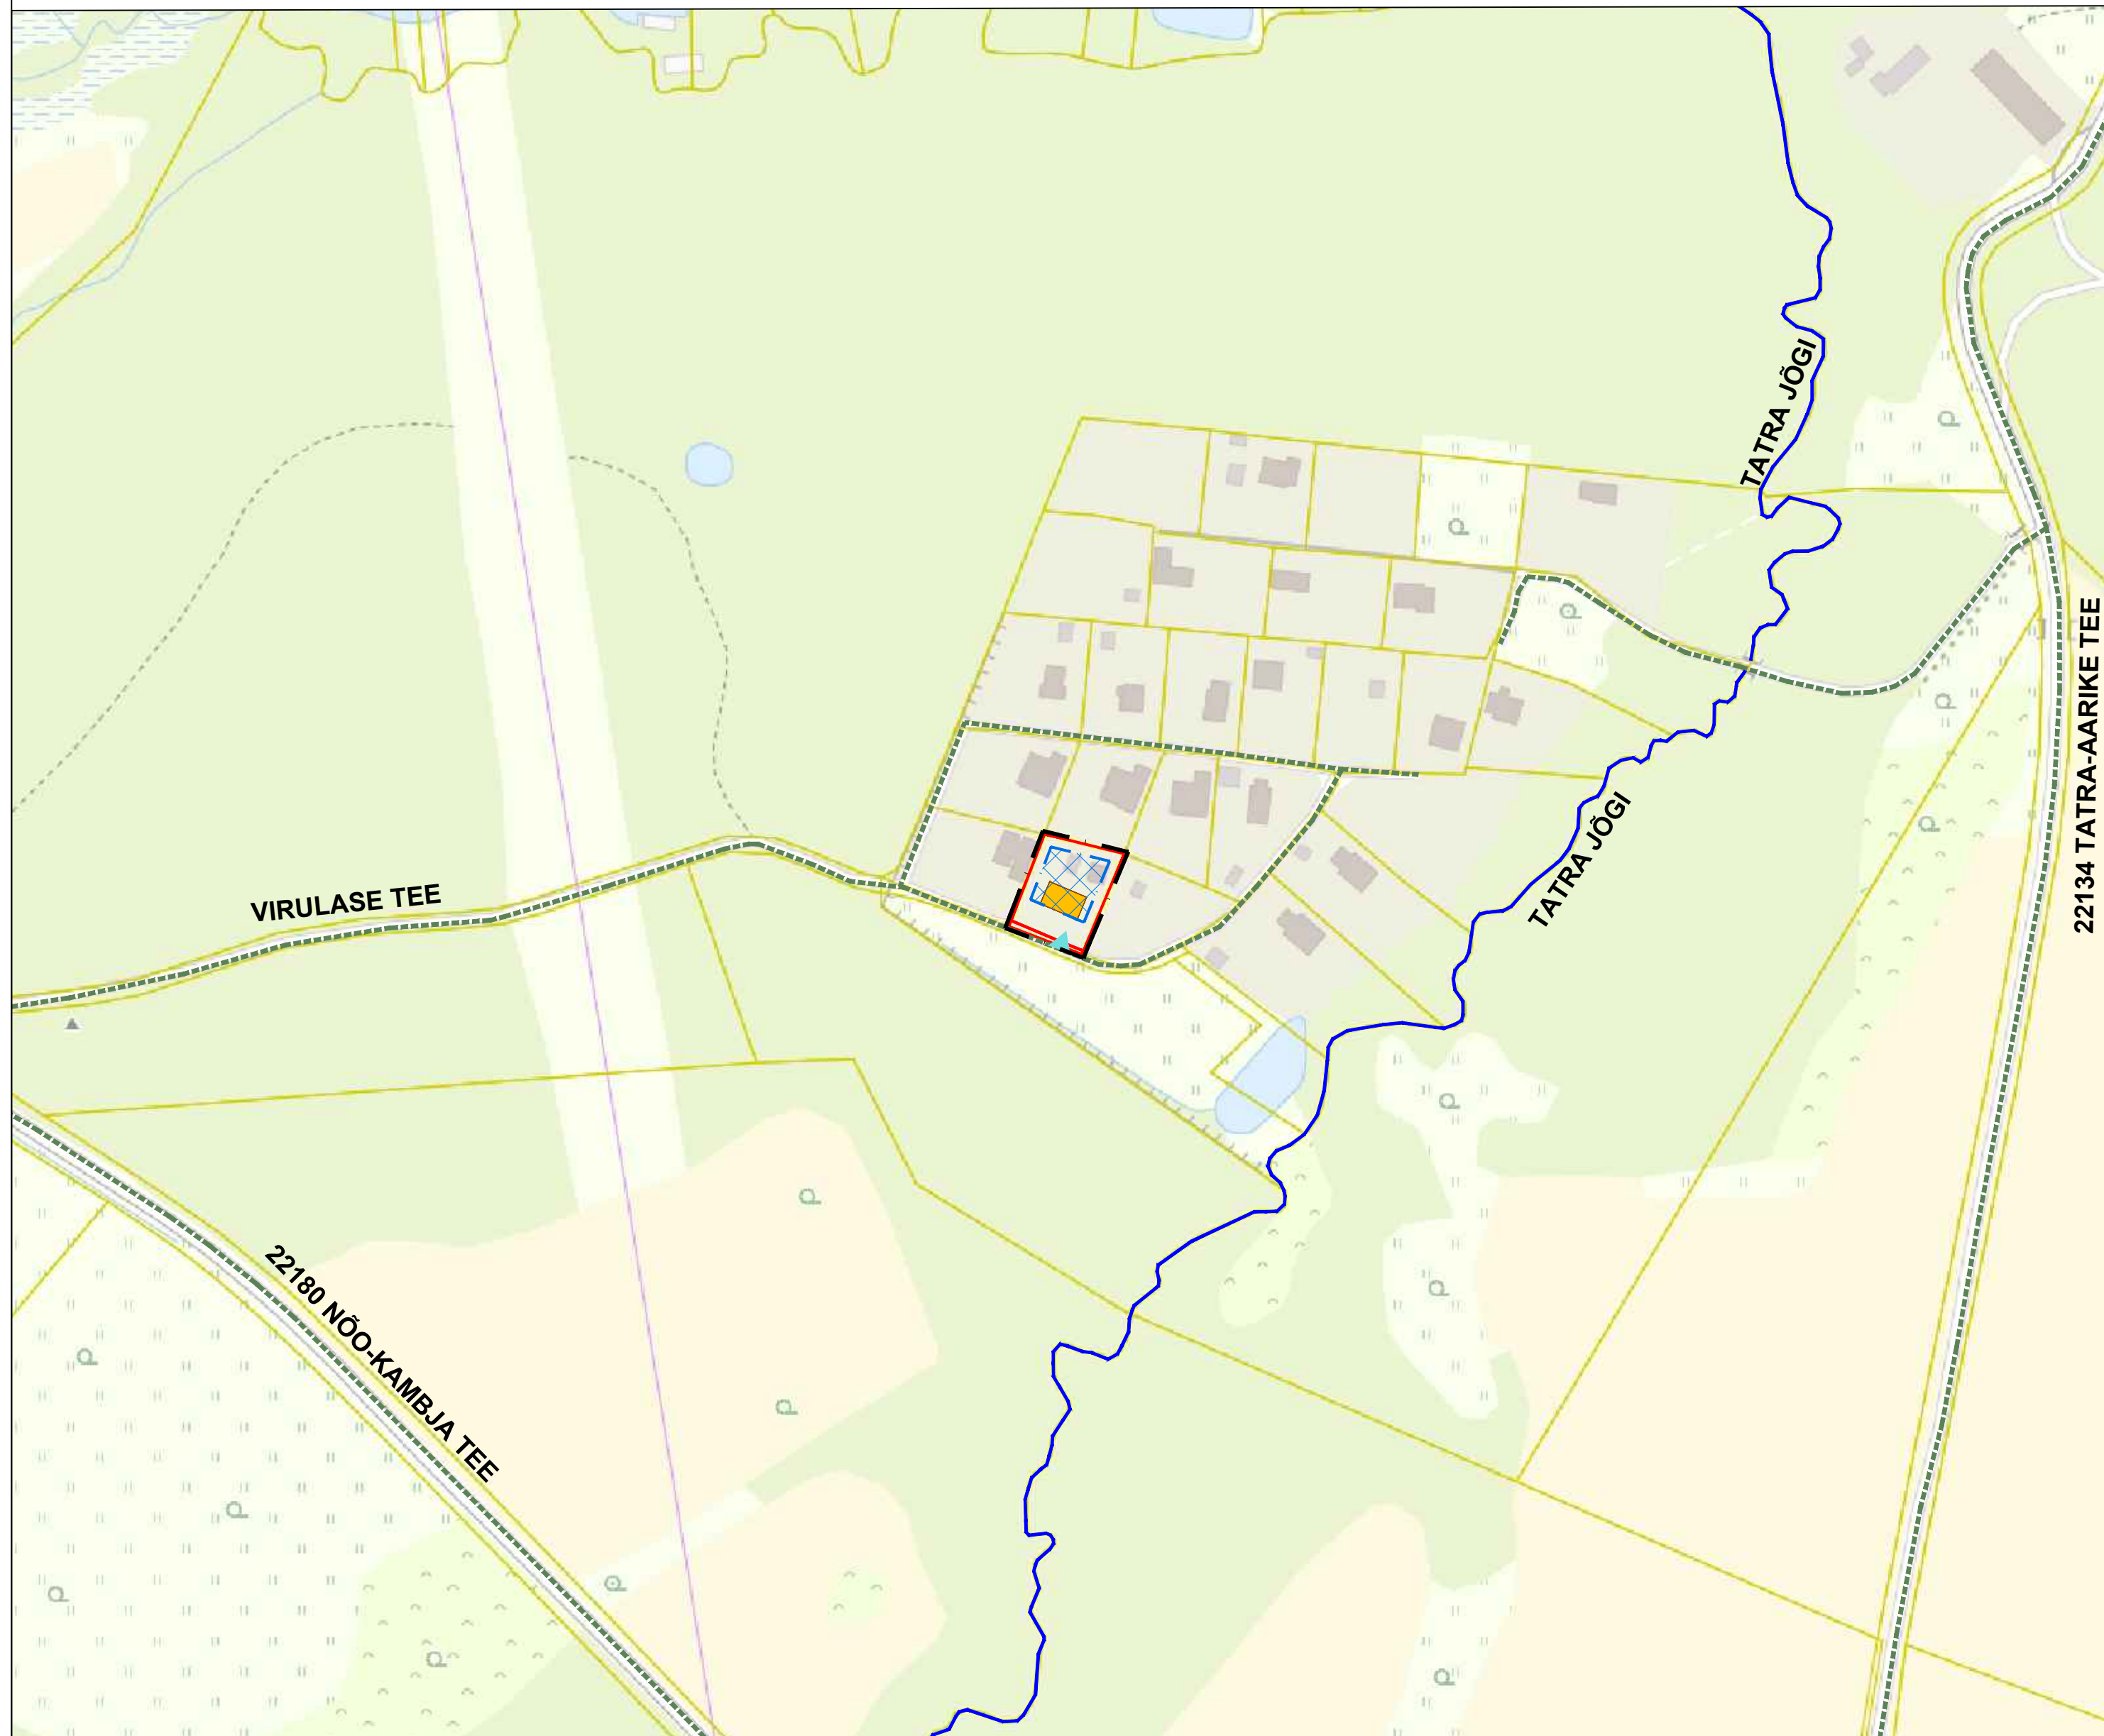 TATRA JÕGI
22134 TATRA-AARIKE TEE
TATRA JÕGI
VIRULASE TEE
22180 NÕO-KAMBJA TEE